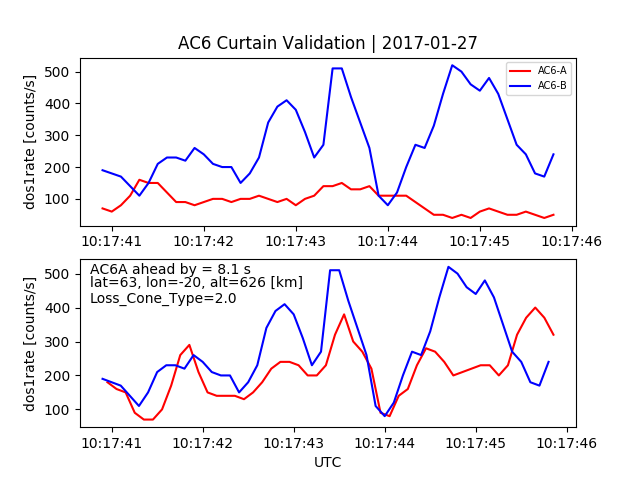 AC6 Curtain Validation | 2017-01-27
dos1rate [counts/s]
500
400
300
200
100
AC6-A
AC6-B
10:17:41 10:17:42 10:17:43 10:17:44 10:17:45 10:17:46
dos1rate [counts/s]
500
400
300
200
100
AC6A ahead by = 8.1 s
lat=63, lon=-20, alt=626 [km]
Loss_Cone_Type=2.0
10:17:41 10:17:42 10:17:43 10:17:44 10:17:45 10:17:46
UTC